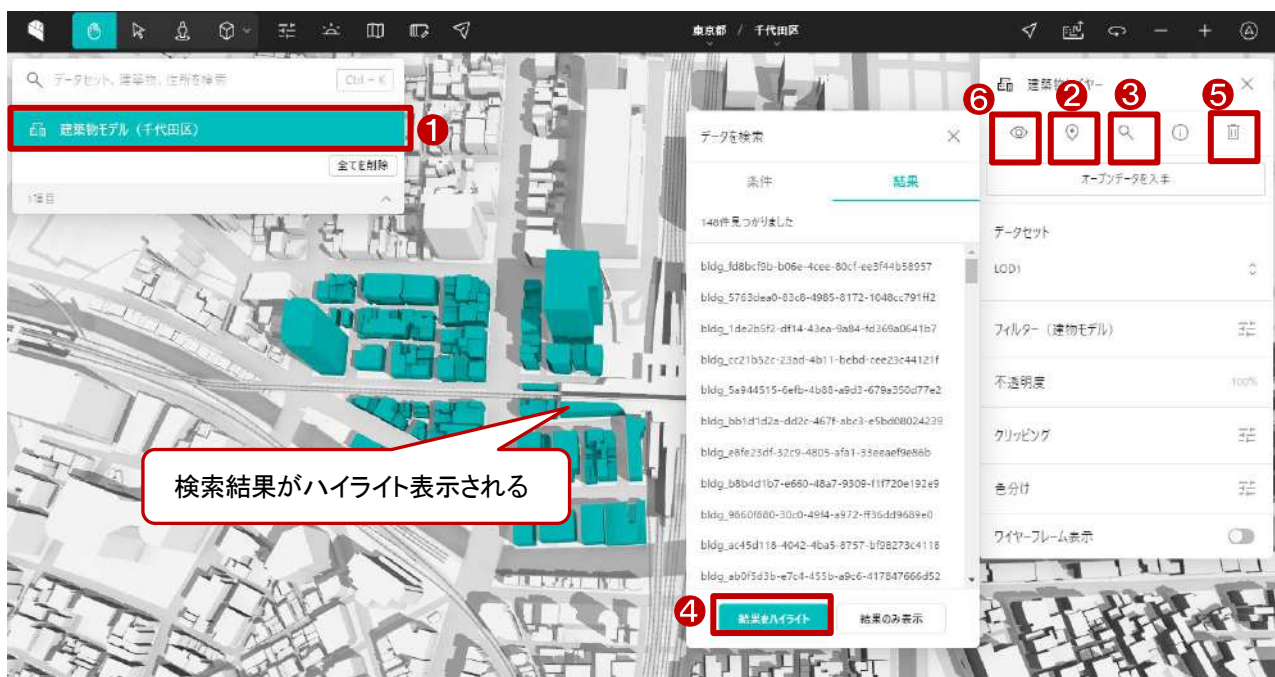 東京都 / 千代田区
データセット、建築物、住所を検索
Ctrl + K
建築物モデル（千代田区）
❶
全てを削除
1項目
検索結果がハイライト表示される
データを検索
条件
結果
148件見つかりました
bldg_fd8bcf9b-b06e-4cee-80cf-ee3f44b58957
bldg_5763dea0-83c8-4985-8172-1048cc791ff2
bldg_1de2b5f2-df14-43ea-9a84-fd369a0641b7
bldg_cc21b52c-23ad-4b11-bebd-cee23c44121f
bldg_5a944515-6efb-4b88-a9d3-679a350d77e2
bldg_bb1d1d2a-dd2c-467f-abc3-e5bd08024239
bldg_e8fe23df-32c9-4805-afa1-33eeaef9e86b
bldg_b8b4d1b7-e660-48a7-9309-f1f720e192e9
bldg_9860f880-30c0-49f4-a972-ff36dd9689e0
bldg_ac45d118-4042-4ba5-8757-bf98273c4118
bldg_ab0f5d3b-e7c4-455b-a9c6-417847666d52
❹
結果をハイライト
結果のみ表示
❻
❷
❸
❺
オープンデータを入手
データセット
LOD1
フィルター（建物モデル）
不透明度
100%
クリッピング
色分け
ワイヤーフレーム表示